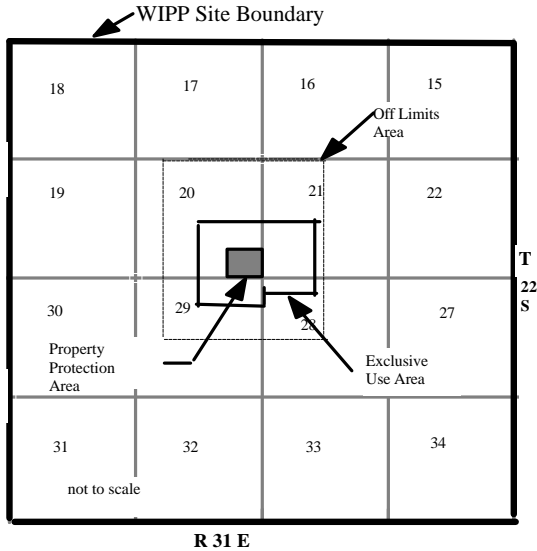 WIPP Site Boundary
18
17
16
15
Off Limits
Area
19
20
21
22
T
22
S
30
29
28
27
Property
Protection
Area
Exclusive
Use Area
31
32
33
34
not to scale
R 31 E